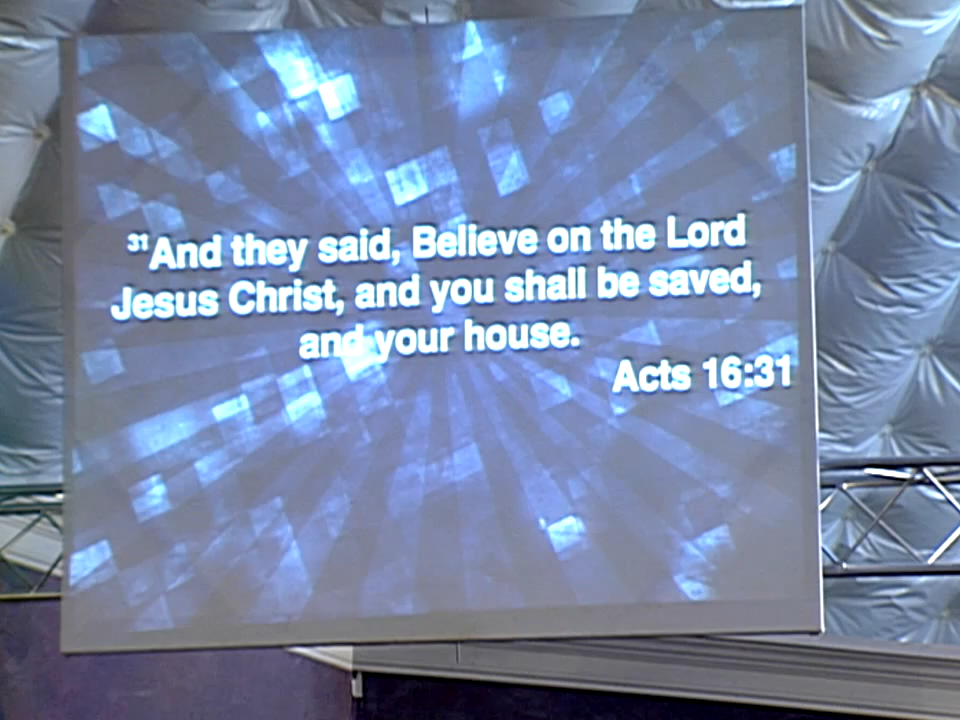 ³¹And they said, Believe on the Lord
Jesus Christ, and you shall be saved,
and your house.
Acts 16:31